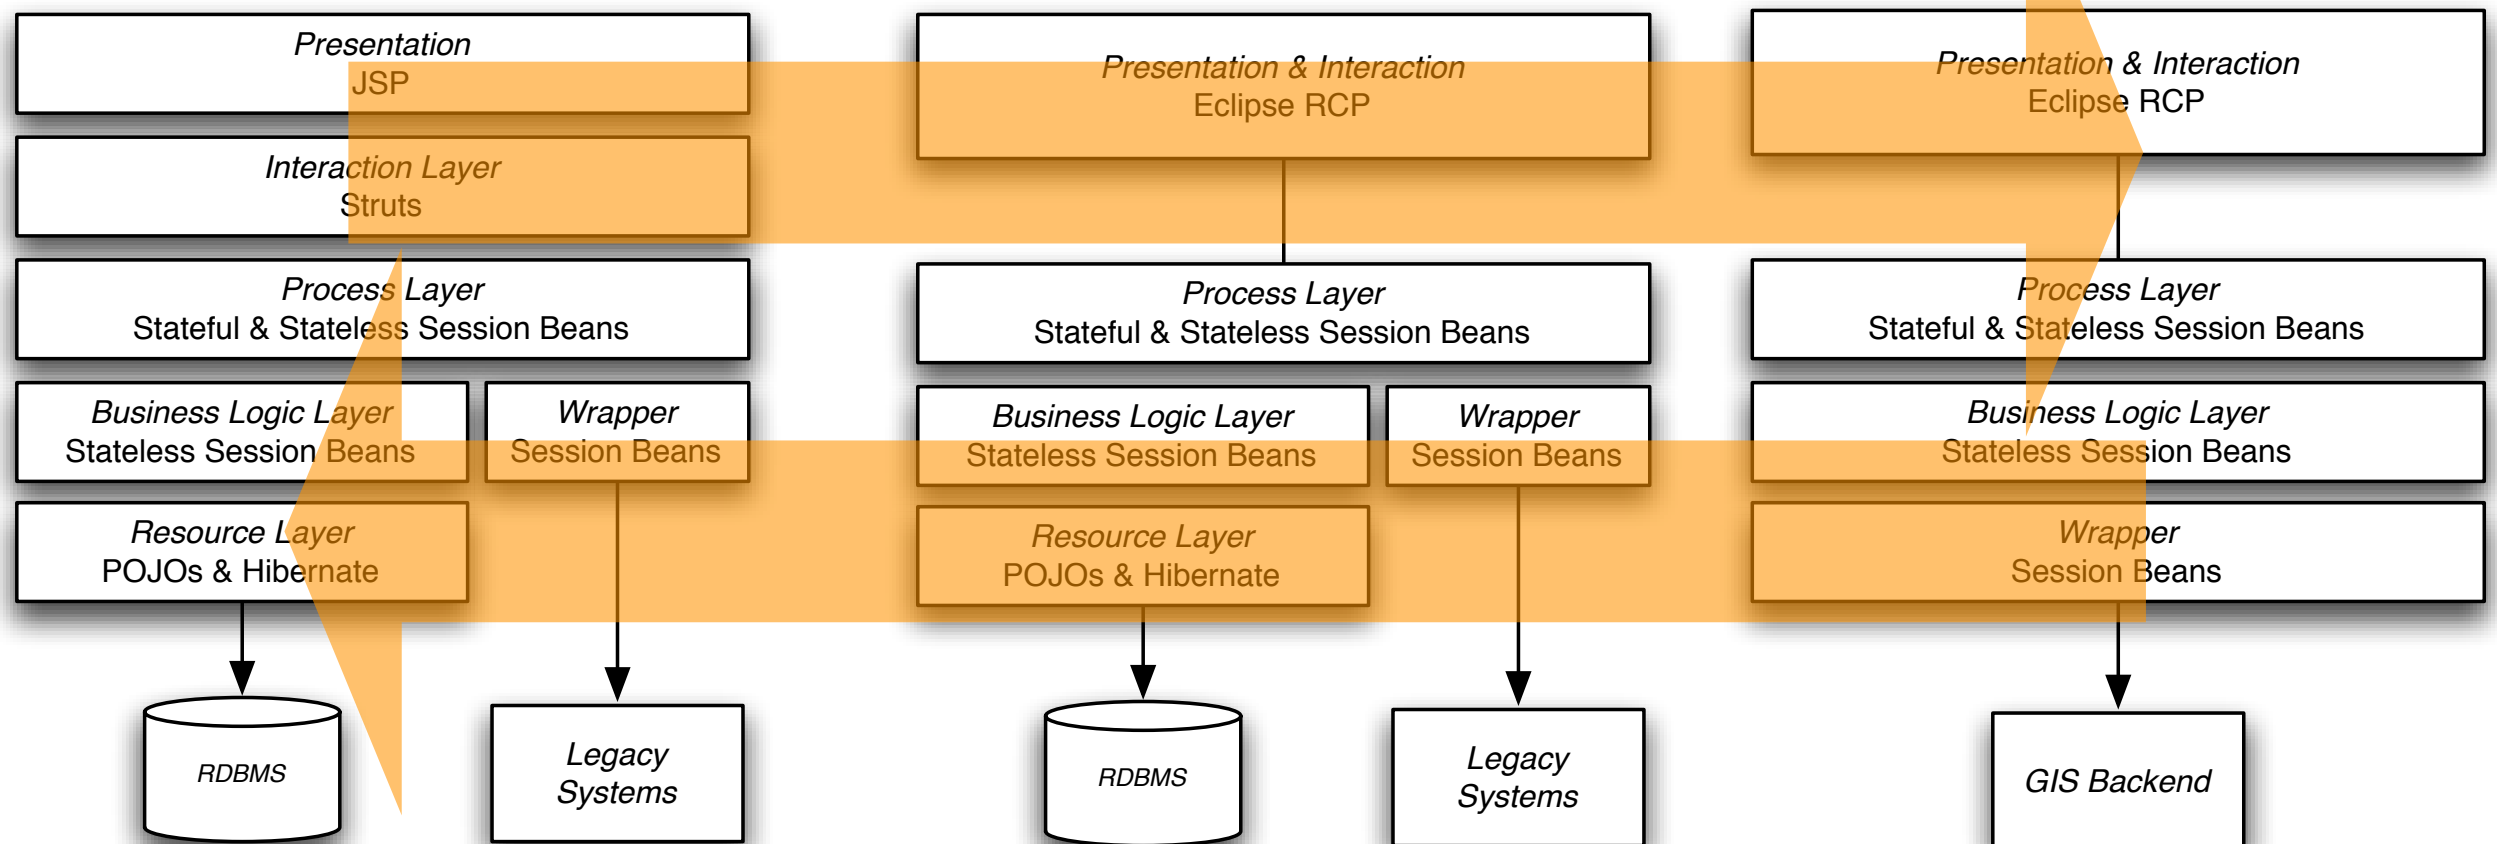 Presentation
JSP
Interaction Layer
Struts
Process Layer
Stateful & Stateless Session Beans
Business Logic Layer
Stateless Session Beans
Wrapper
Session Beans
Resource Layer
POJOs & Hibernate
RDBMS
Legacy
Systems
Presentation & Interaction
Eclipse RCP
Process Layer
Stateful & Stateless Session Beans
Business Logic Layer
Stateless Session Beans
Wrapper
Session Beans
Resource Layer
POJOs & Hibernate
RDBMS
Legacy
Systems
Presentation & Interaction
Eclipse RCP
Process Layer
Stateful & Stateless Session Beans
Business Logic Layer
Stateless Session Beans
Wrapper
Session Beans
GIS Backend